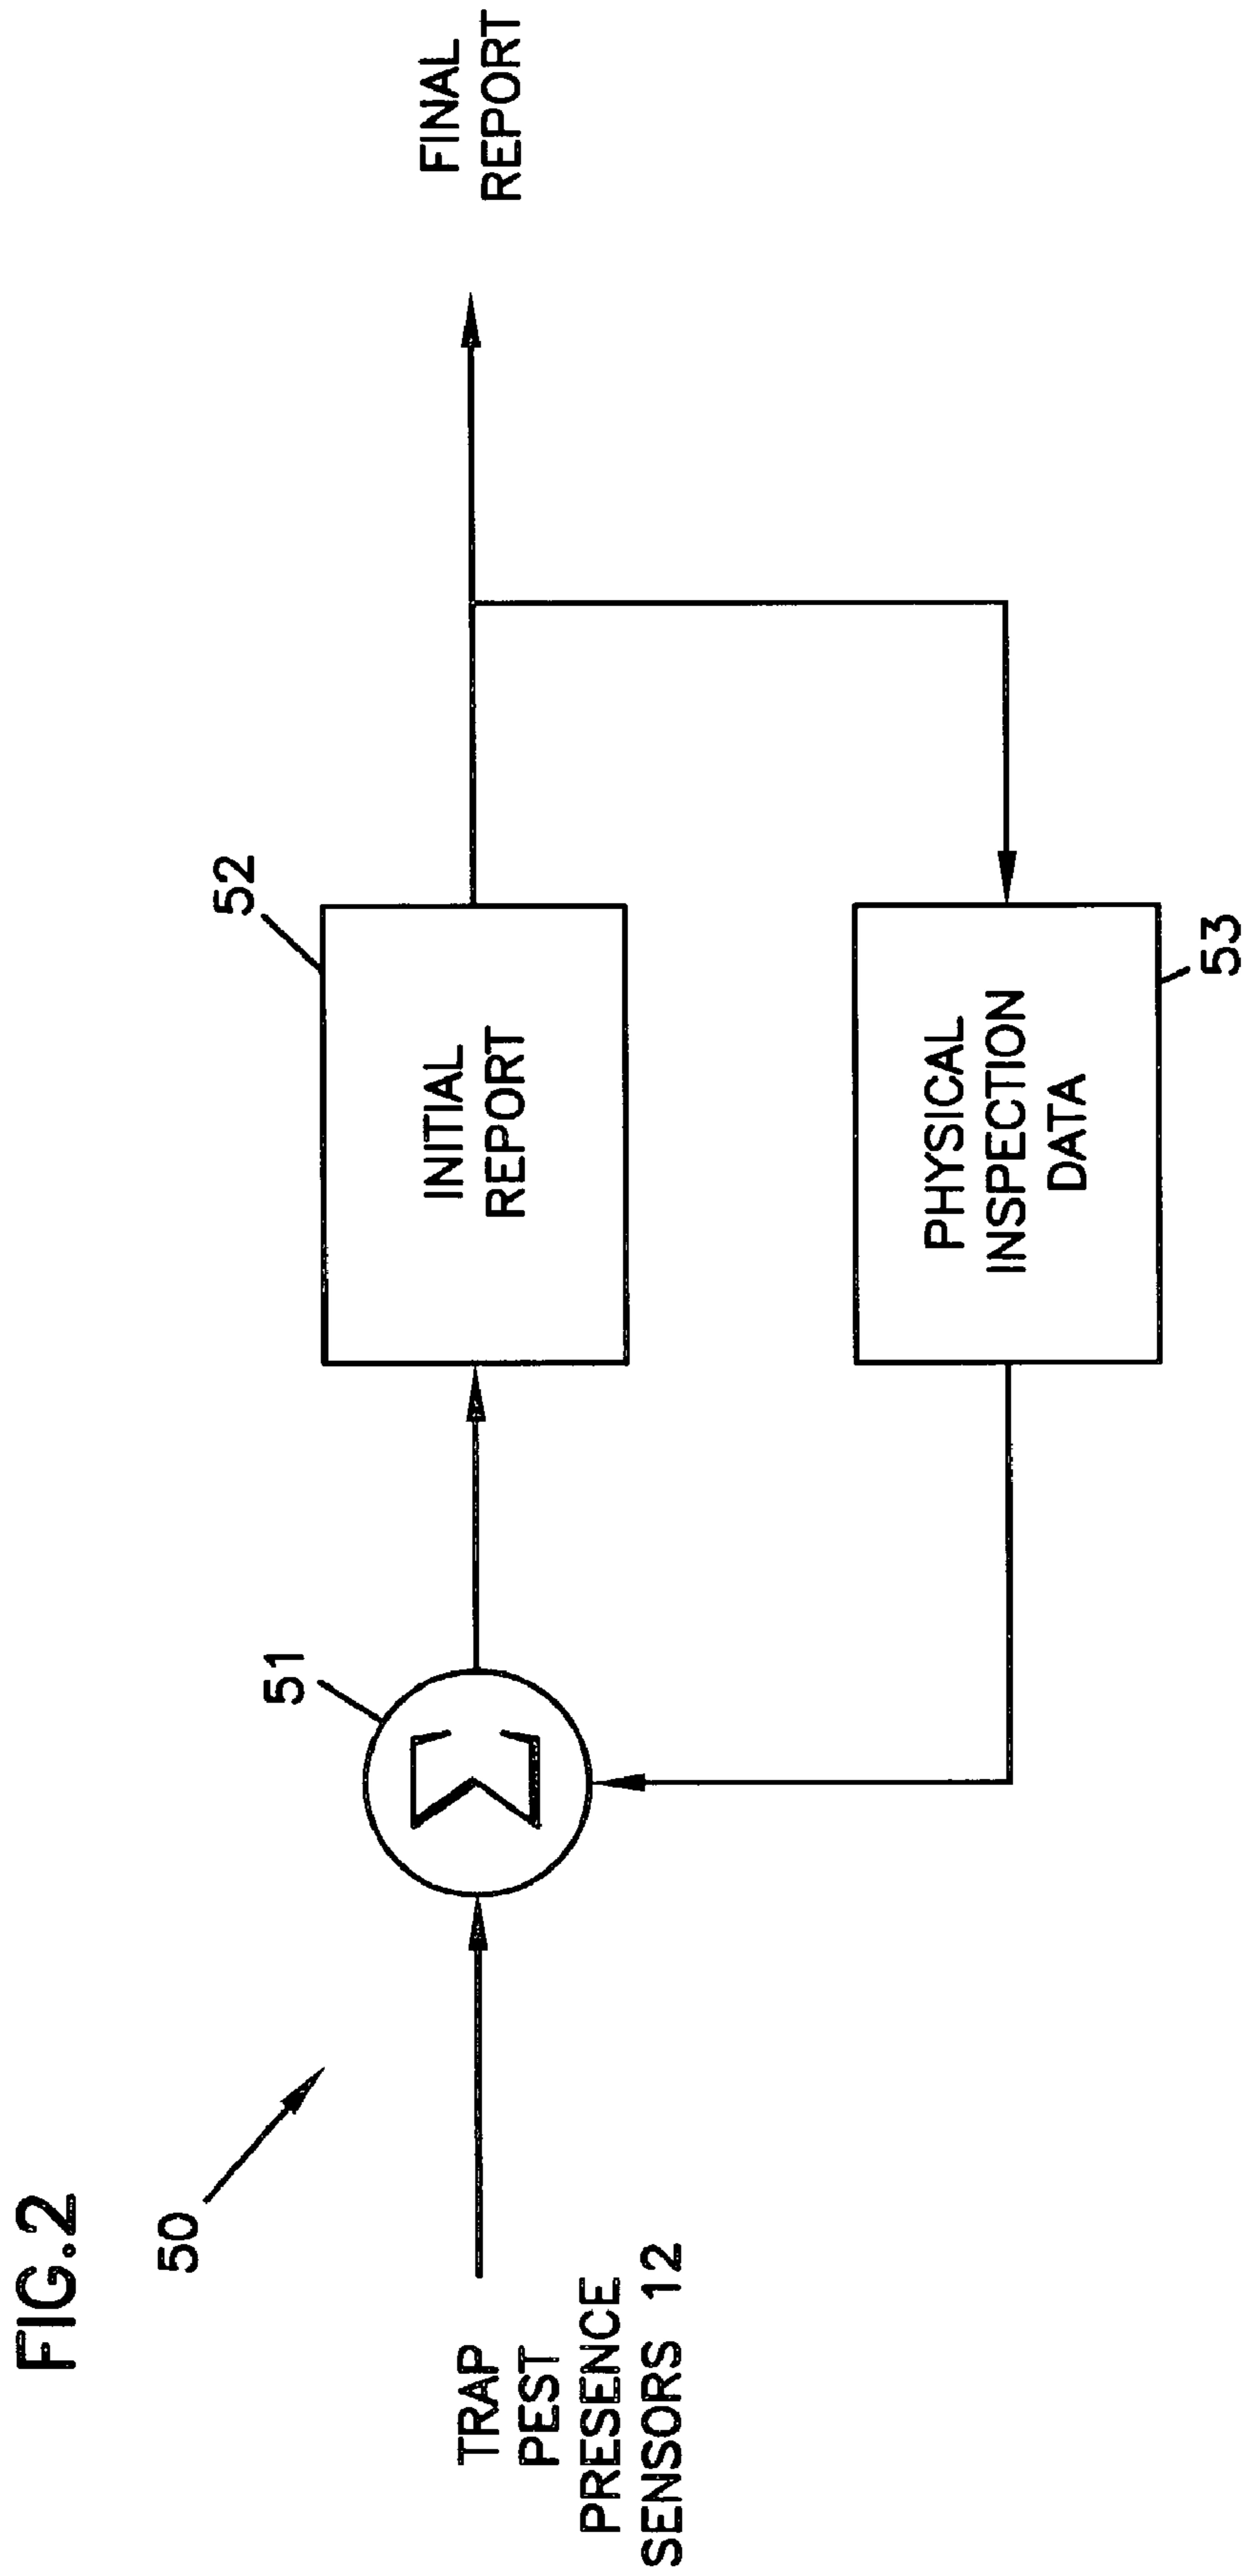 FIG.2
50
TRAP
PEST
PRESENCE
SENSORS 12
51
Σ
52
INITIAL
REPORT
PHYSICAL
INSPECTION
DATA
53
FINAL
REPORT